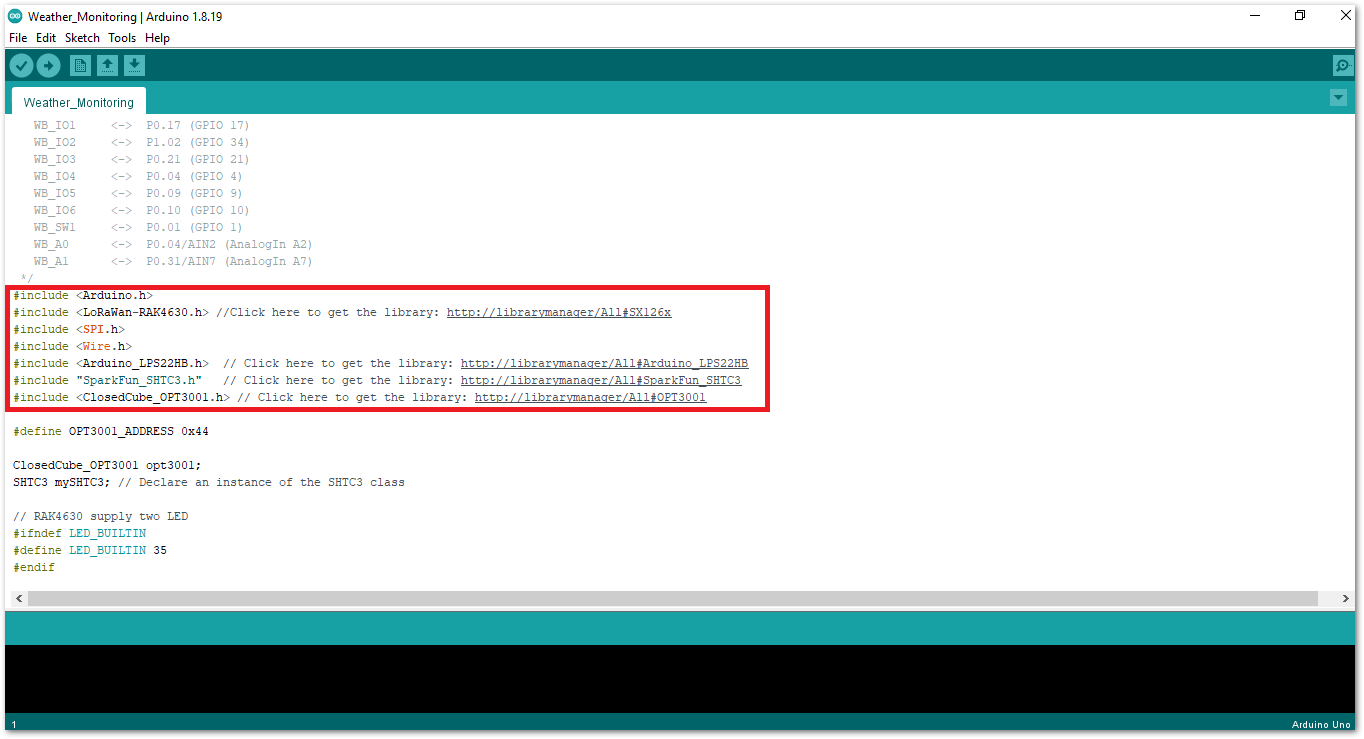 Weather_Monitoring | Arduino 1.8.19
File Edit Sketch Tools Help
Weather_Monitoring
WB_IO1 <-> P0.17 (GPIO 17)
WB_IO2 <-> P1.02 (GPIO 34)
WB_IO3 <-> P0.21 (GPIO 21)
WB_IO4 <-> P0.04 (GPIO 4)
WB_IO5 <-> P0.09 (GPIO 9)
WB_IO6 <-> P0.10 (GPIO 10)
WB_SW1 <-> P0.01 (GPIO 1)
WB_A0 <-> P0.04/AIN2 (AnalogIn A2)
WB_A1 <-> P0.31/AIN7 (AnalogIn A7)
*/
#include <Arduino.h>
#include <LoRaWan-RAK4630.h> //Click here to get the library: http://librarymanager/All#SX126x
#include <SPI.h>
#include <Wire.h>
#include <Arduino_LPS22HB.h> // Click here to get the library: http://librarymanager/All#Arduino_LPS22HB
#include "SparkFun_SHTC3.h" // Click here to get the library: http://librarymanager/All#SparkFun_SHTC3
#include <ClosedCube_OPT3001.h> // Click here to get the library: http://librarymanager/All#OPT3001
#define OPT3001_ADDRESS 0x44
ClosedCube_OPT3001 opt3001;
SHTC3 mySHTC3; // Declare an instance of the SHTC3 class
// RAK4630 supply two LED
#ifndef LED_BUILTIN
#define LED_BUILTIN 35
#endif
1
Arduino Uno